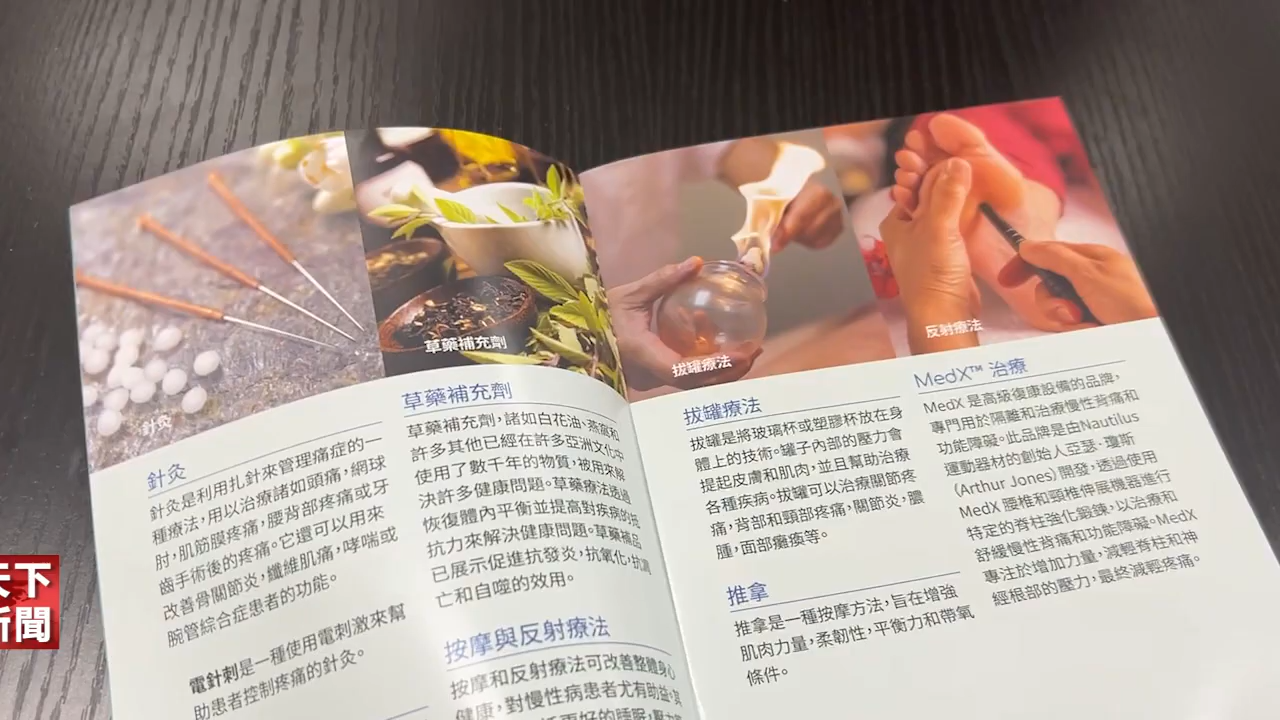 針灸
草藥補充劑
拔罐療法
反射療法
針灸
針灸是利用扎針來管理痛症的一
種療法，用以治療諸如頭痛，網球
肘，肌筋膜疼痛，腰背部疼痛或牙
齒手術後的疼痛。它還可以用來
改善骨關節炎，纖維肌痛，哮喘或
腕管綜合症患者的功能。
電針刺是一種使用電刺激來幫
助患者控制疼痛的針灸。
草藥補充劑
草藥補充劑，諸如白花油、燕窩和
許多其他已經在許多亞洲文化中
使用了數千年的物質，被用來解
決許多健康問題。草藥療法透過
恢復體內平衡並提高對疾病的抵
抗力來解決健康問題。草藥補品
已展示促進抗發炎，抗氧化，抗凋
亡和自噬的效用。
按摩與反射療法
按摩和反射療法可改善整體身心
健康，對慢性病患者尤有助益。其
更好的睡眠，壓力
拔罐療法
拔罐是將玻璃杯或塑膠杯放在身
體上的技術。罐子內部的壓力會
提起皮膚和肌肉，並且幫助治療
各種疾病。拔罐可以治療關節疼
痛，背部和頸部疼痛，關節炎，膿
腫，面部癱瘓等。
推拿
推拿是一種按摩方法，旨在增強
肌肉力量，柔韌性，平衡力和帶氧
條件。
MedX™ 治療
MedX 是高級復康設備的品牌，
專門用於隔離和治療慢性背痛和
功能障礙。此品牌是由Nautilus
運動器材的創始人亞瑟·瓊斯
（Arthur Jones）開發，透過使用
MedX 腰椎和頸椎伸展機器進行
特定的脊柱強化鍛鍊，以治療和
舒緩慢性背痛和功能障礙。MedX
專注於增加力量，減輕脊柱和神
經根部的壓力，最終減輕疼痛。
天下
新聞